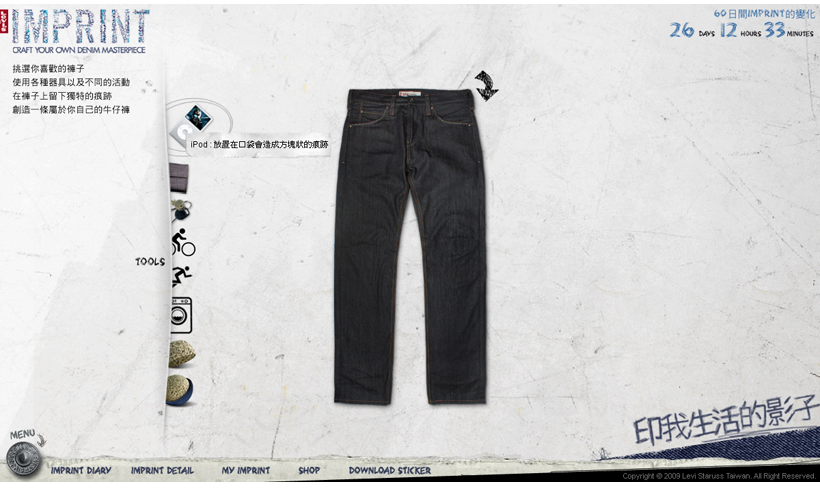 LEVI'S
IMPRINT
CRAFT YOUR OWN DENIM MASTERPIECE
60日間IMPRINT的變化
26 DAYS 12 HOURS 33 MINUTES
挑選你喜歡的褲子
使用各種器具以及不同的活動
在褲子上留下獨特的痕跡
創造一條屬於你自己的牛仔褲
iPod : 放置在口袋會造成方塊狀的痕跡
TOOLS
印我生活的影子
MENU
IMPRINT DIARY IMPRINT DETAIL MY IMPRINT SHOP DOWNLOAD STICKER
Copyright © 2009 Levi Staruss Taiwan. All Right Reserved.